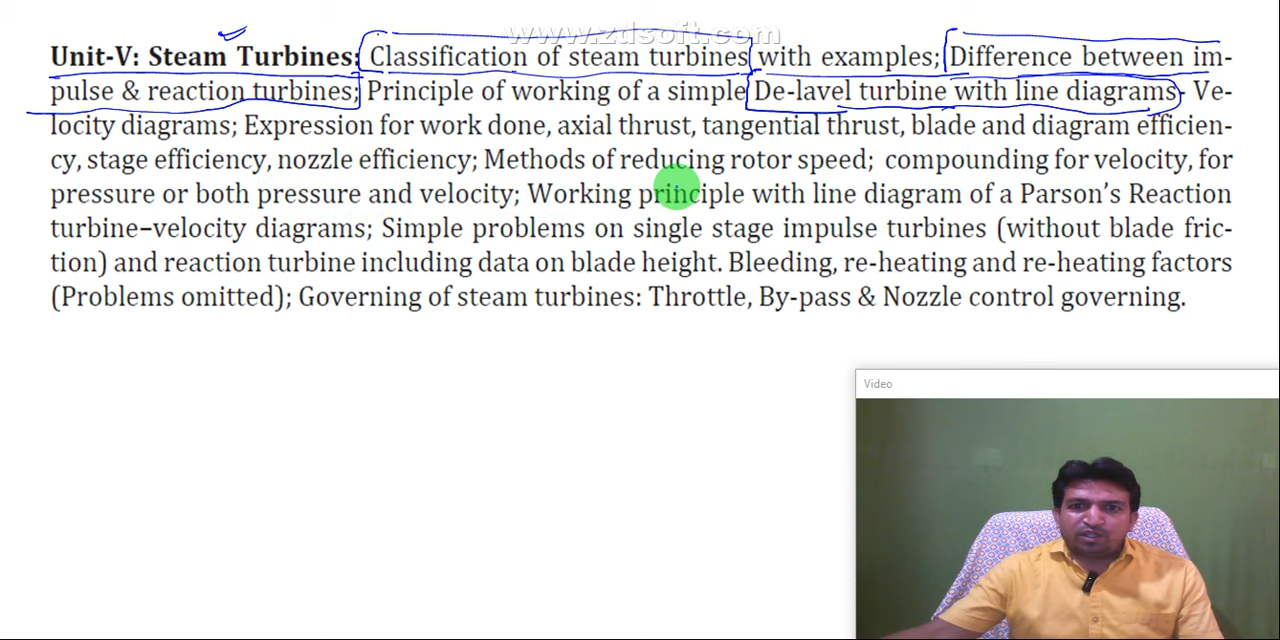 www.zdsoft.com
Unit-V: Steam Turbines: Classification of steam turbines with examples; Difference between im-
pulse & reaction turbines; Principle of working of a simple De-lavel turbine with line diagrams- Ve-
locity diagrams; Expression for work done, axial thrust, tangential thrust, blade and diagram efficien-
cy, stage efficiency, nozzle efficiency; Methods of reducing rotor speed; compounding for velocity, for
pressure or both pressure and velocity; Working principle with line diagram of a Parson's Reaction
turbine–velocity diagrams; Simple problems on single stage impulse turbines (without blade fric-
tion) and reaction turbine including data on blade height. Bleeding, re-heating and re-heating factors
(Problems omitted); Governing of steam turbines: Throttle, By-pass & Nozzle control governing.
Video